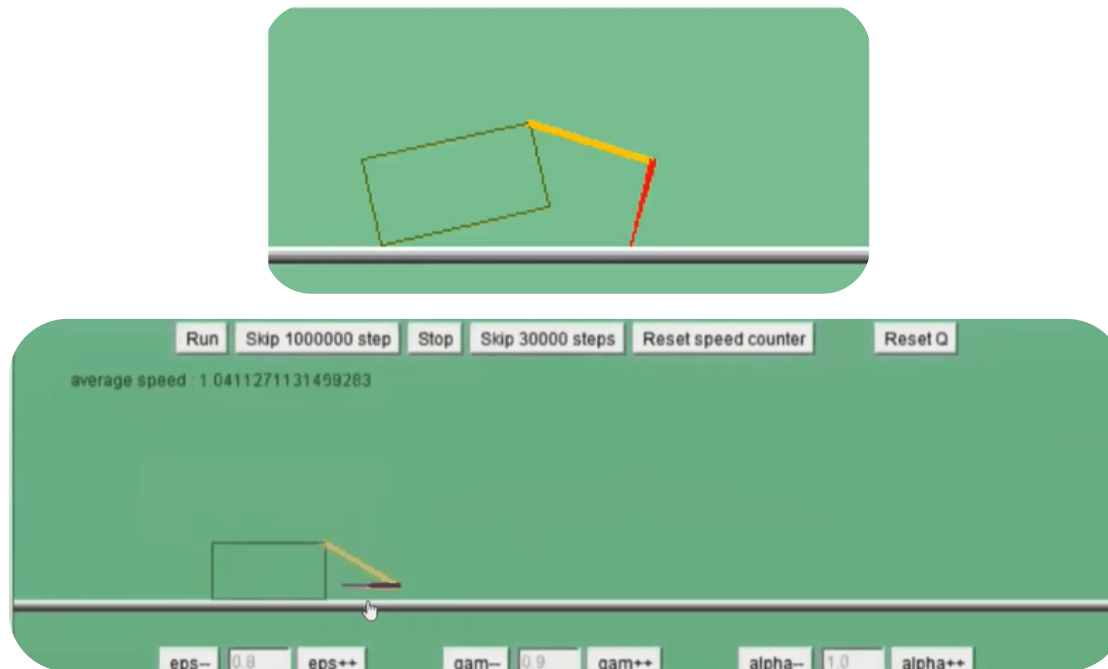 Run Skip 1000000 step Stop Skip 30000 steps Reset speed counter Reset Q
average speed : 1.0411271131459283
eps-- 0.8 eps++ gam-- 0.9 gam++ alpha-- 1.0 alpha++